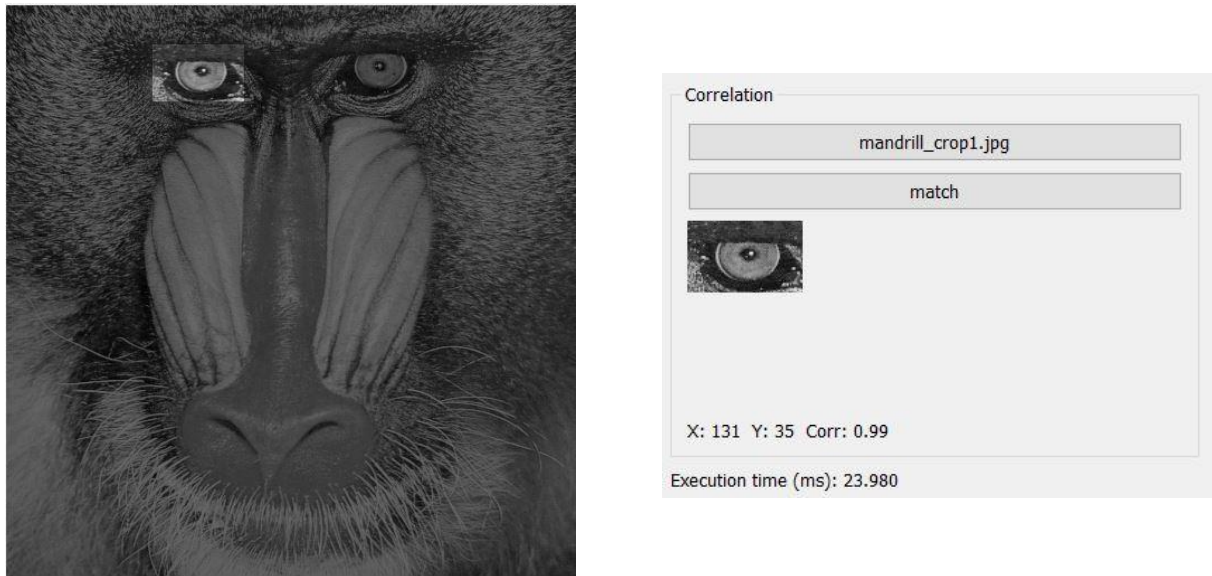 Correlation
mandrill_crop1.jpg
match
X: 131  Y: 35  Corr: 0.99
Execution time (ms): 23.980